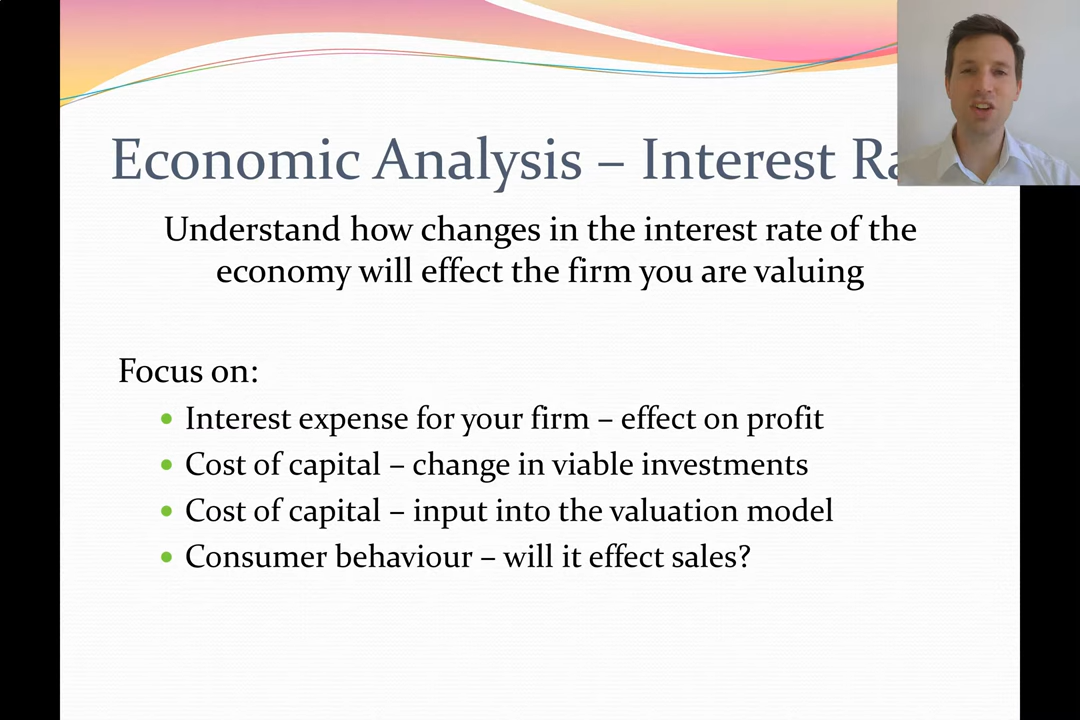 Economic Analysis – Interest
Understand how changes in the interest rate of the
economy will effect the firm you are valuing
Focus on:
• Interest expense for your firm – effect on profit
• Cost of capital – change in viable investments
• Cost of capital – input into the valuation model
• Consumer behaviour – will it effect sales?